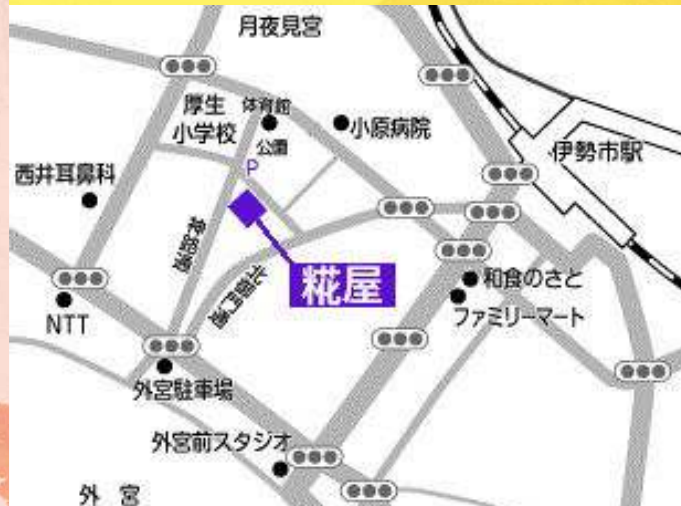 月夜見宮
厚生
小学校
体育館
公園
P
小原病院
伊勢市駅
西井耳鼻科
糀屋
和食のさと
ファミリーマート
NTT
外宮駐車場
外宮前スタジオ
外 宮